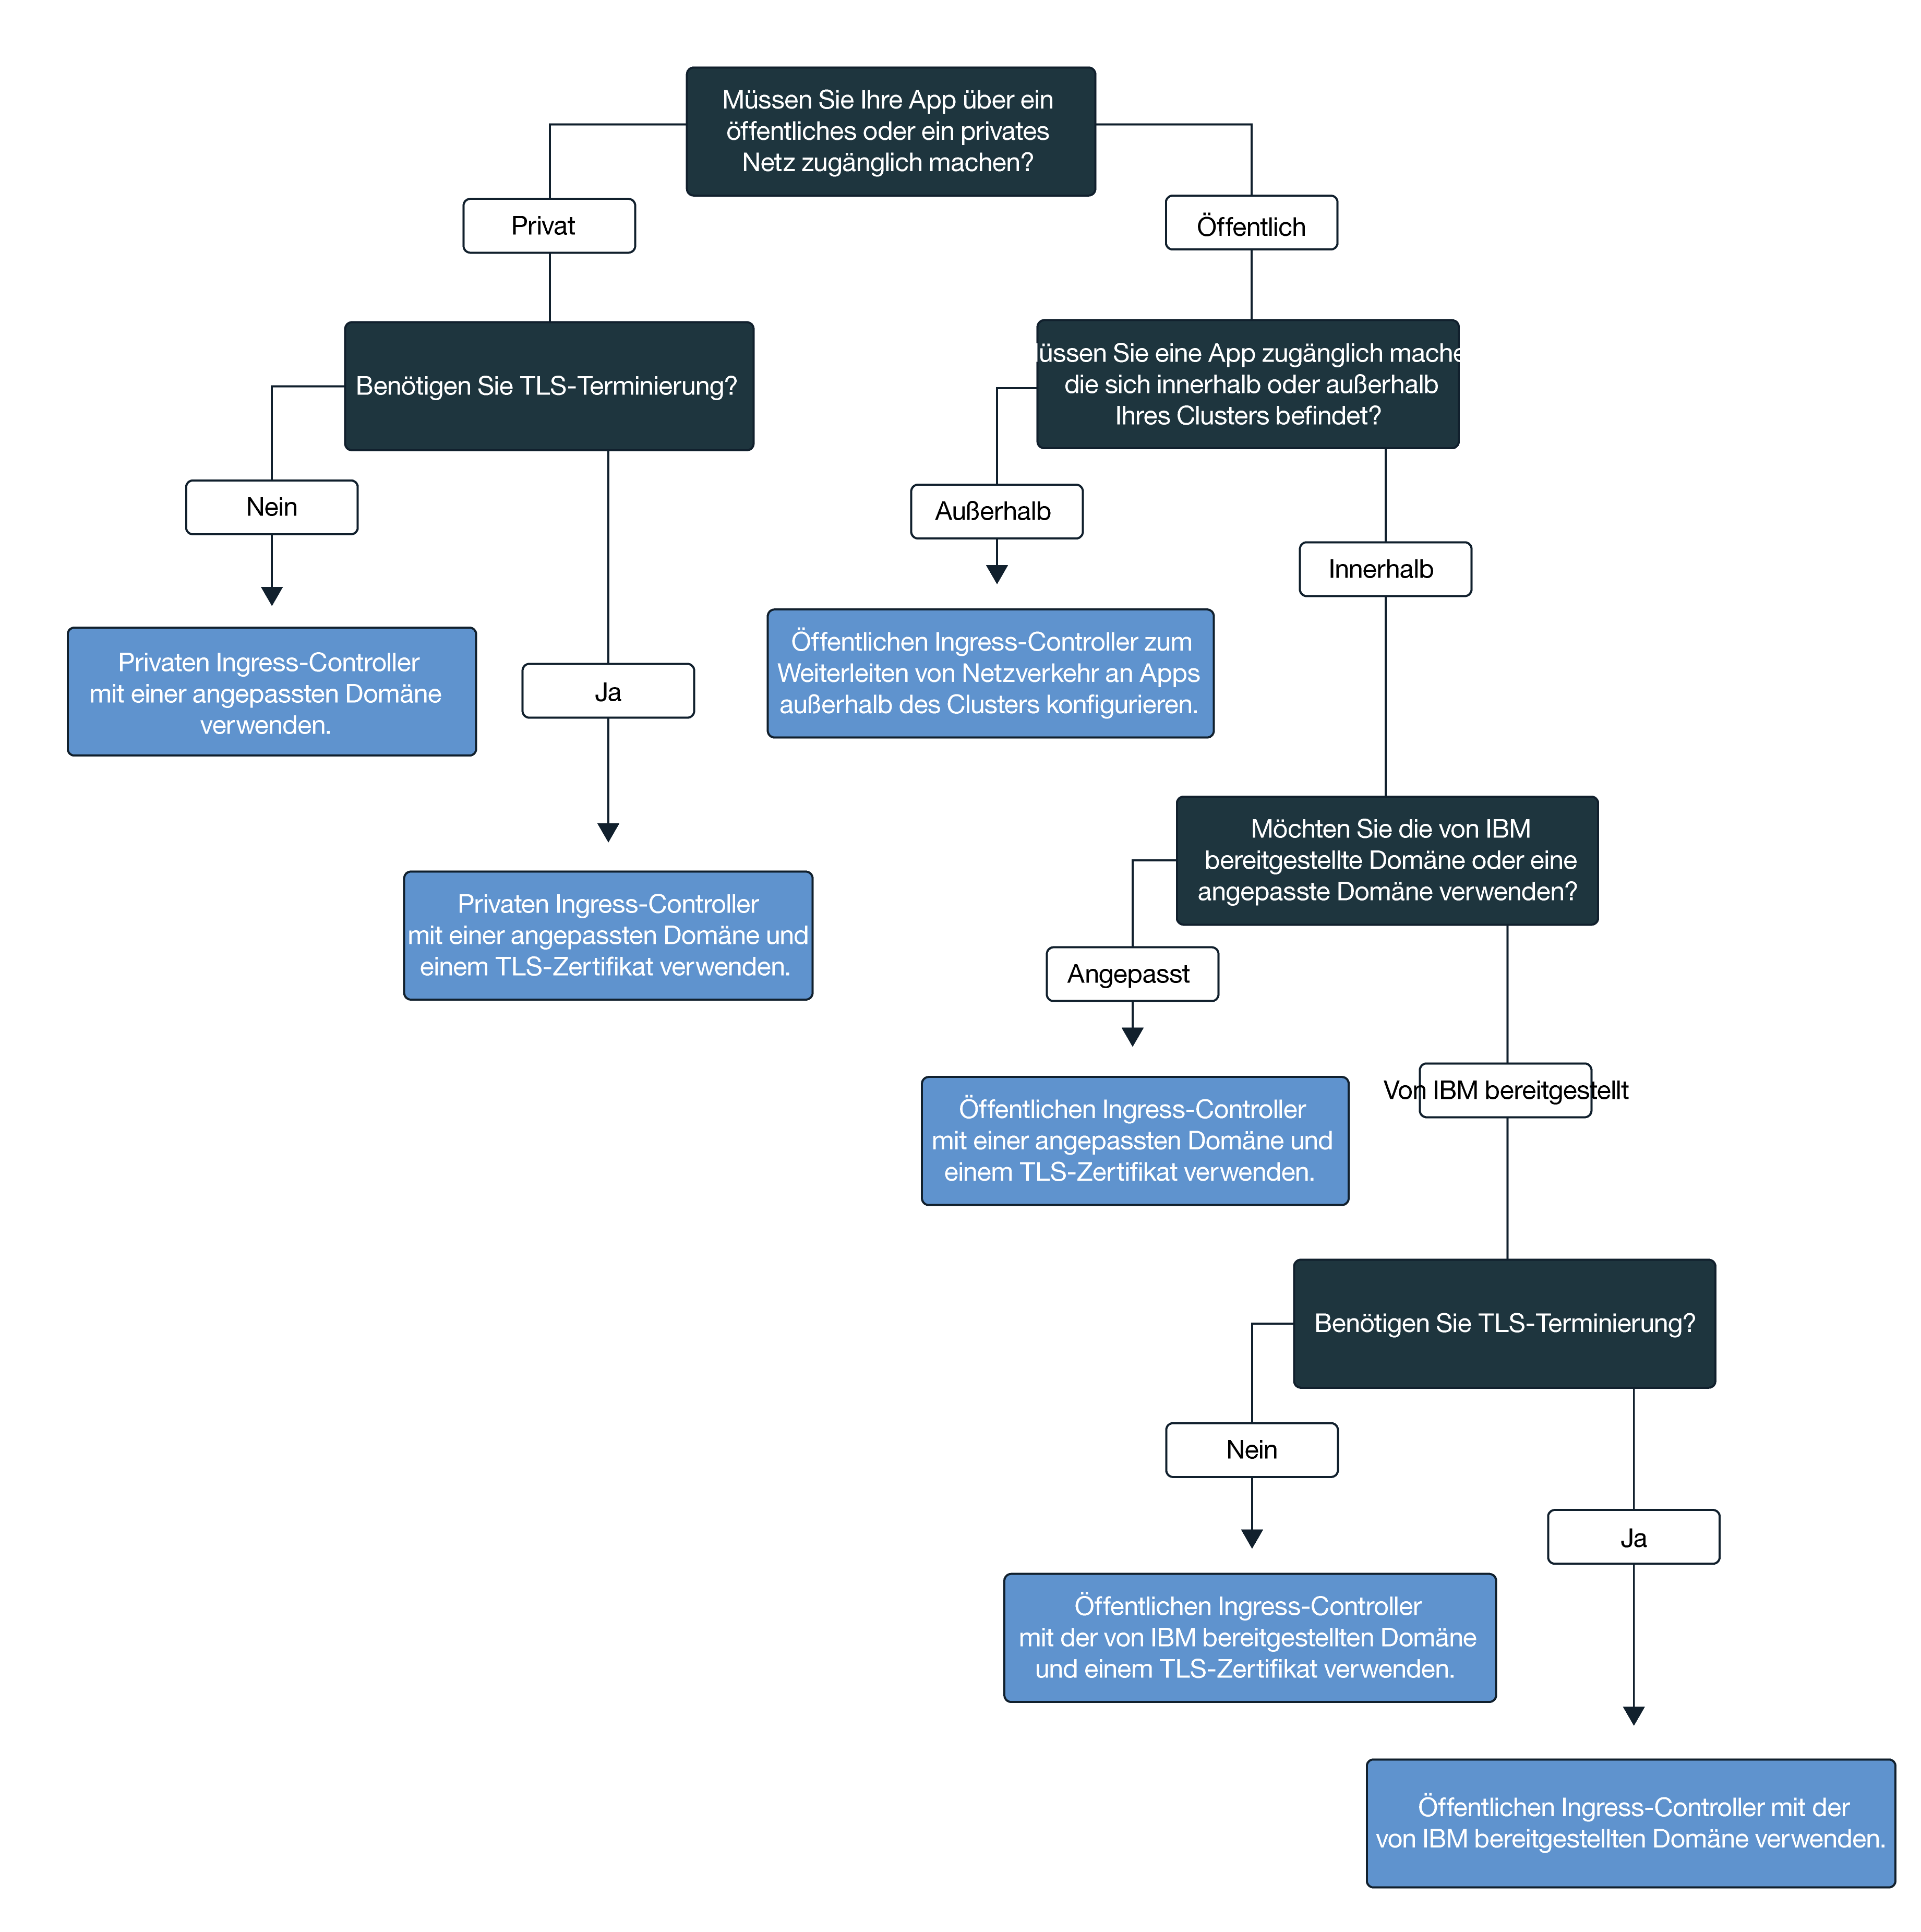 Müssen Sie Ihre App über ein
öffentliches oder ein privates
Netz zugänglich machen?
Privat
Öffentlich
Benötigen Sie TLS-Terminierung?
üssen Sie eine App zugänglich mache
die sich innerhalb oder außerhalb
Ihres Clusters befindet?
Nein
Außerhalb
Innerhalb
Privaten Ingress-Controller
mit einer angepassten Domäne
verwenden.
Ja
Öffentlichen Ingress-Controller zum
Weiterleiten von Netzverkehr an Apps
außerhalb des Clusters konfigurieren.
Privaten Ingress-Controller
mit einer angepassten Domäne und
einem TLS-Zertifikat verwenden.
Möchten Sie die von IBM
bereitgestellte Domäne oder eine
angepasste Domäne verwenden?
Angepasst
Von IBM bereitgestellt
Öffentlichen Ingress-Controller
mit einer angepassten Domäne und
einem TLS-Zertifikat verwenden.
Benötigen Sie TLS-Terminierung?
Nein
Ja
Öffentlichen Ingress-Controller
mit der von IBM bereitgestellten Domäne
und einem TLS-Zertifikat verwenden.
Öffentlichen Ingress-Controller mit der
von IBM bereitgestellten Domäne verwenden.